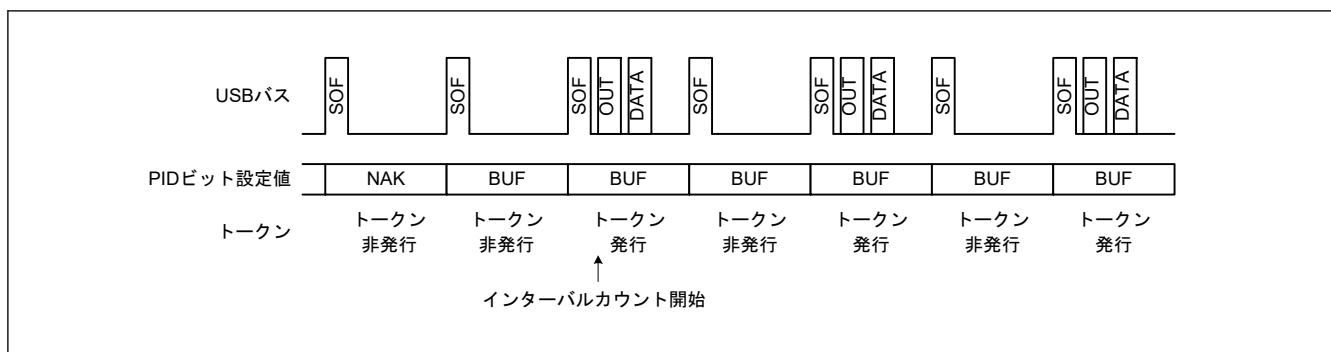 USBバス
SOF
SOF
SOF
OUT
DATA
SOF
SOF
OUT
DATA
SOF
SOF
OUT
DATA
PIDビット設定値
NAK
BUF
BUF
BUF
BUF
BUF
BUF
トークン
トークン
非発行
トークン
非発行
トークン
発行
トークン
非発行
トークン
発行
トークン
非発行
トークン
発行
インターバルカウント開始